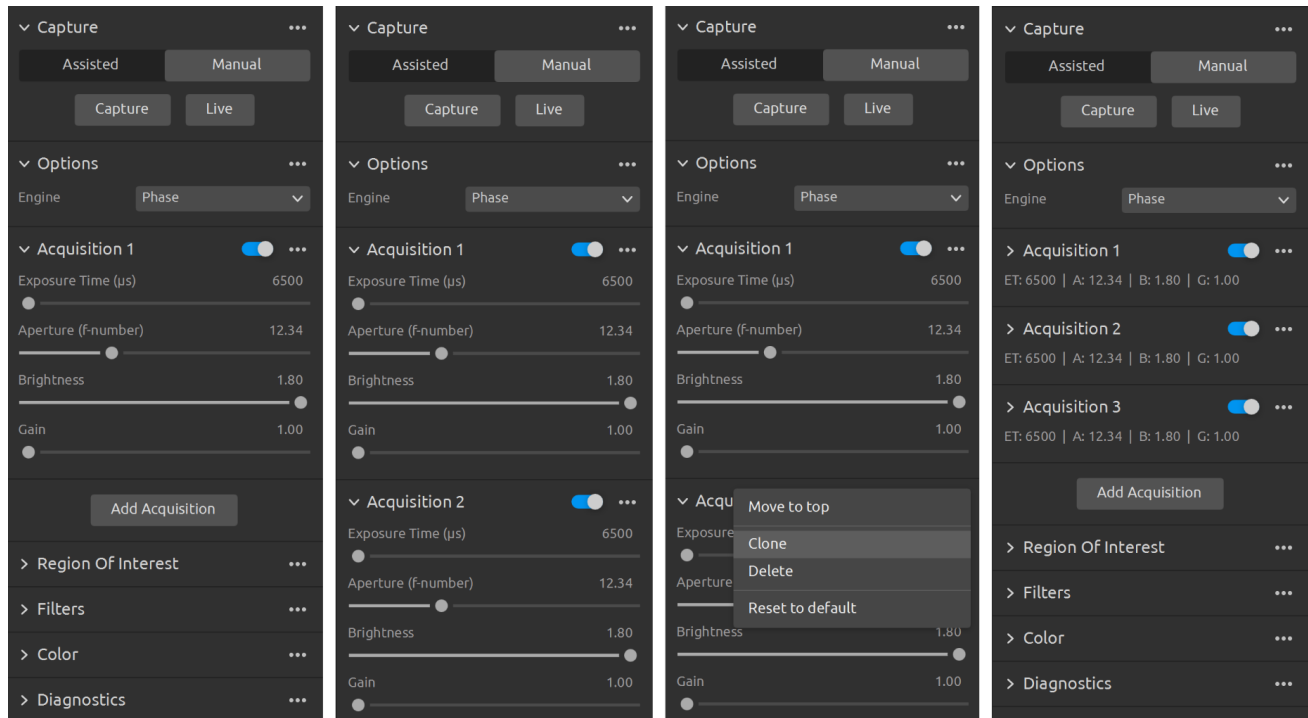 Capture
Assisted Manual
Capture Live
Options
Engine Phase
Acquisition 1
Exposure Time (µs) 6500
Aperture (f-number) 12.34
Brightness 1.80
Gain 1.00
Add Acquisition
Region Of Interest
Filters
Color
Diagnostics
Capture
Assisted Manual
Capture Live
Options
Engine Phase
Acquisition 1
Exposure Time (µs) 6500
Aperture (f-number) 12.34
Brightness 1.80
Gain 1.00
Acquisition 2
Exposure Time (µs) 6500
Aperture (f-number) 12.34
Brightness 1.80
Gain 1.00
Capture
Assisted Manual
Capture Live
Options
Engine Phase
Acquisition 1
Exposure Time (µs) 6500
Aperture (f-number) 12.34
Brightness 1.80
Gain 1.00
Acqu
Move to top
Exposure
Clone
Delete
Aperture
Reset to default
Brightness 1.80
Gain 1.00
Capture
Assisted Manual
Capture Live
Options
Engine Phase
Acquisition 1
ET: 6500 | A: 12.34 | B: 1.80 | G: 1.00
Acquisition 2
ET: 6500 | A: 12.34 | B: 1.80 | G: 1.00
Acquisition 3
ET: 6500 | A: 12.34 | B: 1.80 | G: 1.00
Add Acquisition
Region Of Interest
Filters
Color
Diagnostics